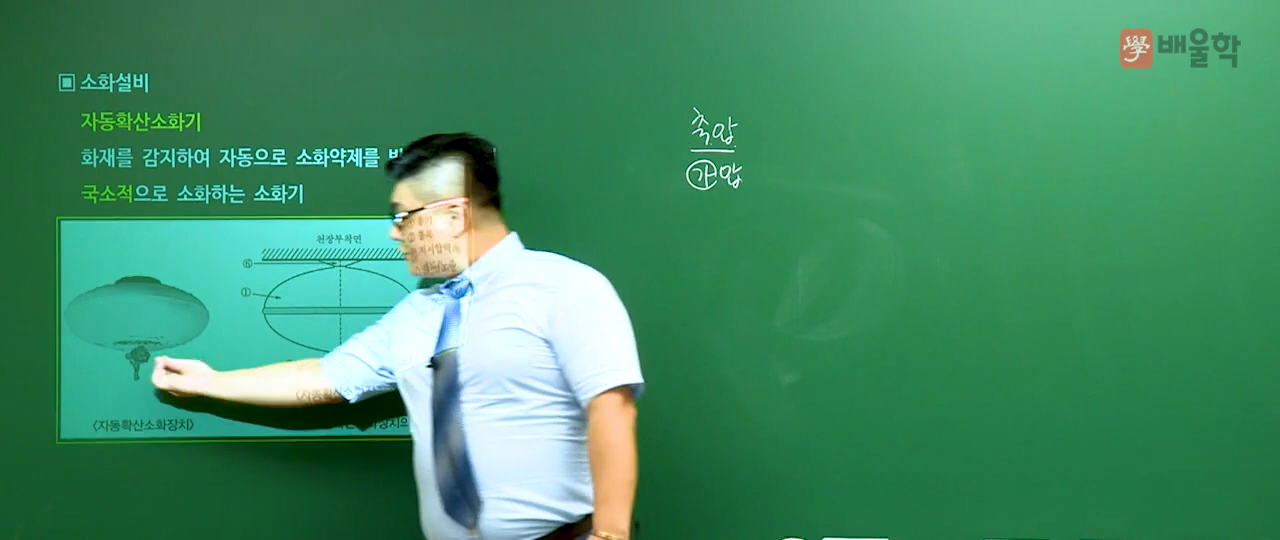 學 배울학
소화설비
자동확산소화기
화재를 감지하여 자동으로 소화약제를
국소적으로 소화하는 소화기
축압
가압
천장부착면
⑥
①
〈자동확산소화장치〉